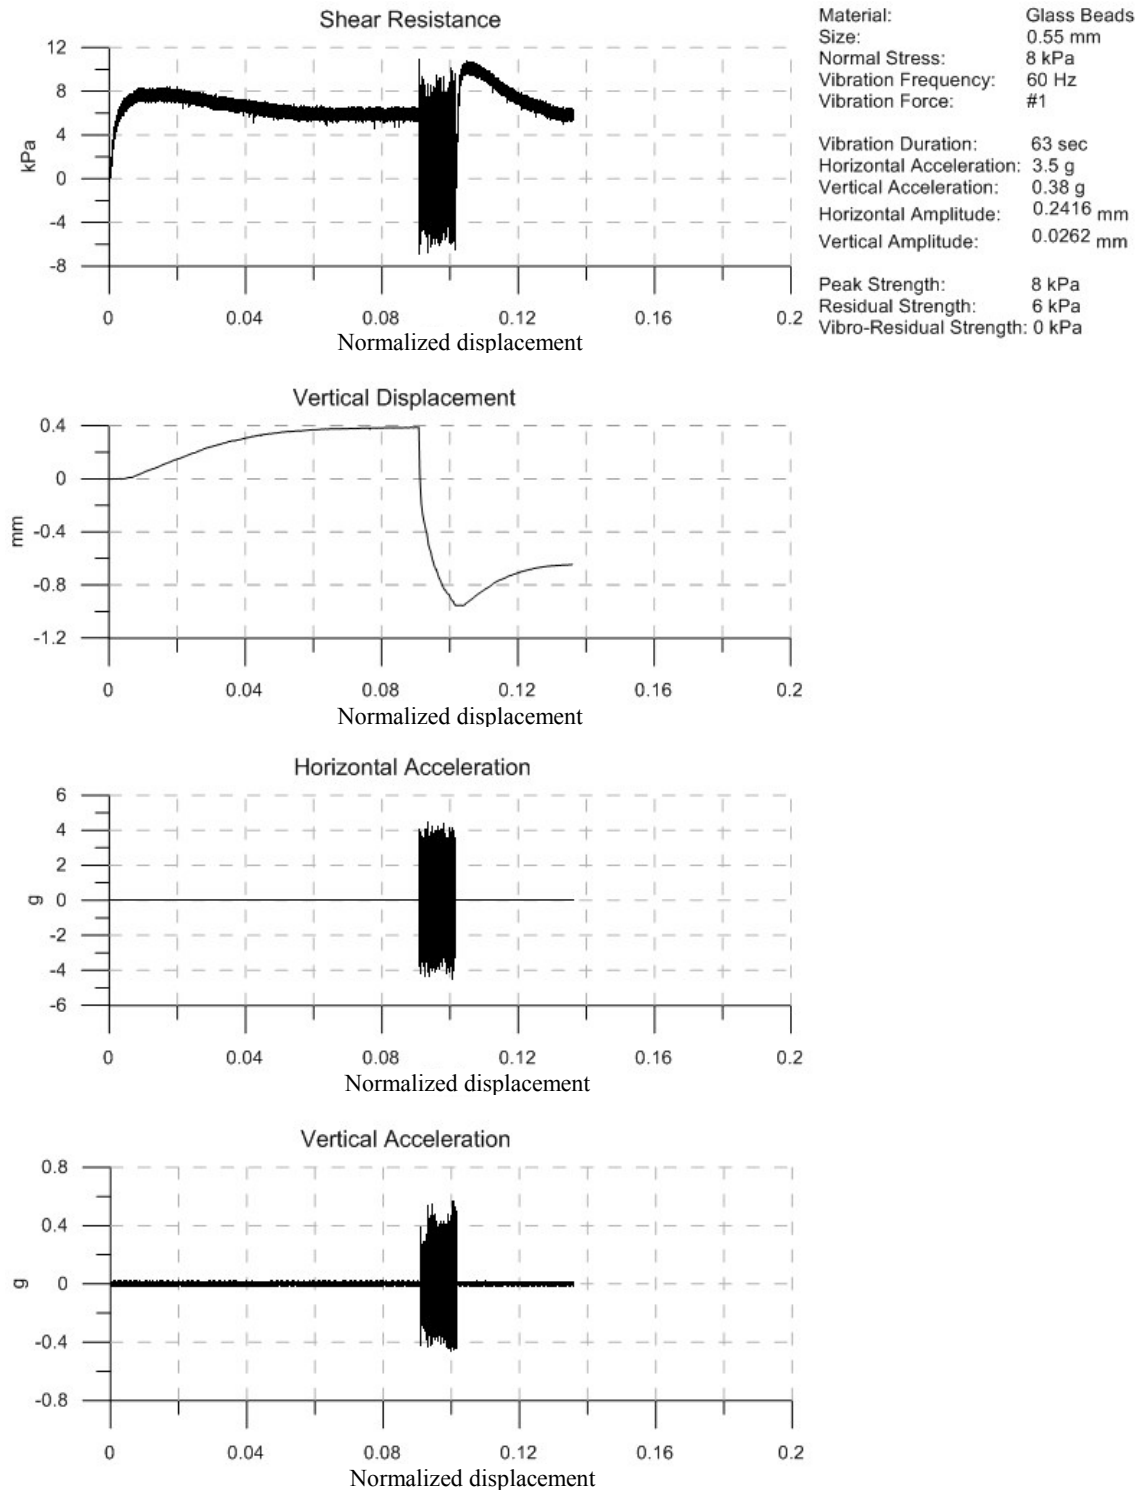 Shear Resistance
12
8
4
0
-4
-8
kPa
0 0.04 0.08 0.12 0.16 0.2
Normalized displacement
Material: Glass Beads
Size: 0.55 mm
Normal Stress: 8 kPa
Vibration Frequency: 60 Hz
Vibration Force: #1
Vibration Duration: 63 sec
Horizontal Acceleration: 3.5 g
Vertical Acceleration: 0.38 g
Horizontal Amplitude: 0.2416 mm
Vertical Amplitude: 0.0262 mm
Peak Strength: 8 kPa
Residual Strength: 6 kPa
Vibro-Residual Strength: 0 kPa
Vertical Displacement
0.4
0
-0.4
-0.8
-1.2
mm
0 0.04 0.08 0.12 0.16 0.2
Normalized displacement
Horizontal Acceleration
6
4
2
0
-2
-4
-6
g
0 0.04 0.08 0.12 0.16 0.2
Normalized displacement
Vertical Acceleration
0.8
0.4
0
-0.4
-0.8
g
0 0.04 0.08 0.12 0.16 0.2
Normalized displacement